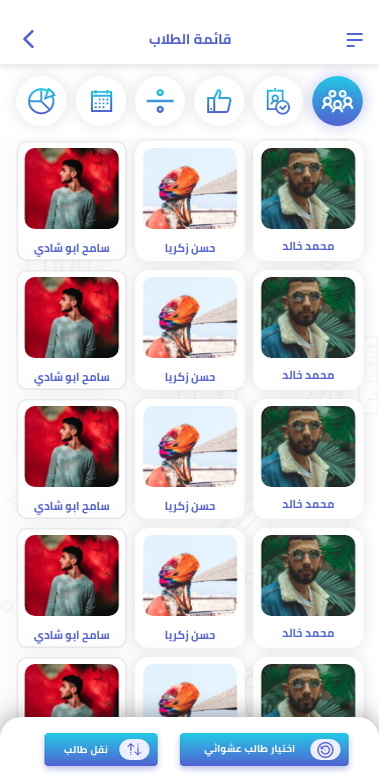 قائمة الطلاب
محمد خالد
حسن زكريا
سامح ابو شادي
محمد خالد
حسن زكريا
سامح ابو شادي
محمد خالد
حسن زكريا
سامح ابو شادي
محمد خالد
حسن زكريا
سامح ابو شادي
اختيار طالب عشوائي
نقل طالب